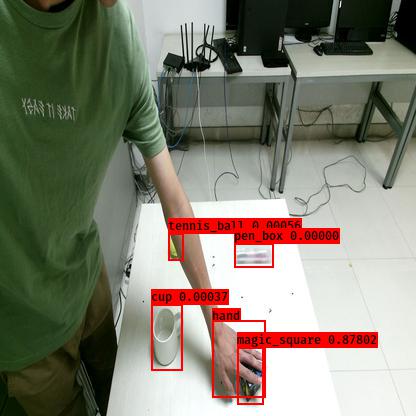 tennis_ball 0.00056
pen_box 0.00000
cup 0.00037
hand
magic_square 0.87802